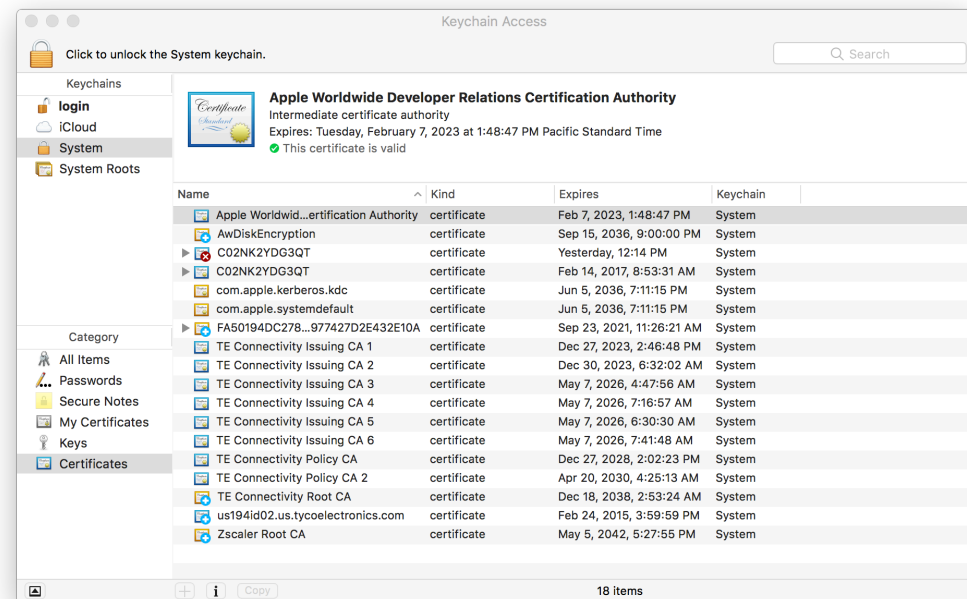 Keychain Access
Click to unlock the System keychain.
Search
Keychains
login
iCloud
System
System Roots
Certificate
Standard
Apple Worldwide Developer Relations Certification Authority
Intermediate certificate authority
Expires: Tuesday, February 7, 2023 at 1:48:47 PM Pacific Standard Time
This certificate is valid
Name Kind Expires Keychain
Apple Worldwid...ertification Authority certificate Feb 7, 2023, 1:48:47 PM System
AwDiskEncryption certificate Sep 15, 2036, 9:00:00 PM System
C02NK2YDG3QT certificate Yesterday, 12:14 PM System
C02NK2YDG3QT certificate Feb 14, 2017, 8:53:31 AM System
com.apple.kerberos.kdc certificate Jun 5, 2036, 7:11:15 PM System
com.apple.systemdefault certificate Jun 5, 2036, 7:11:15 PM System
FA50194DC278...977427D2E432E10A certificate Sep 23, 2021, 11:26:21 AM System
TE Connectivity Issuing CA 1 certificate Dec 27, 2023, 2:46:48 PM System
TE Connectivity Issuing CA 2 certificate Dec 30, 2023, 6:32:02 AM System
TE Connectivity Issuing CA 3 certificate May 7, 2026, 4:47:56 AM System
TE Connectivity Issuing CA 4 certificate May 7, 2026, 7:16:57 AM System
TE Connectivity Issuing CA 5 certificate May 7, 2026, 6:30:30 AM System
TE Connectivity Issuing CA 6 certificate May 7, 2026, 7:41:48 AM System
TE Connectivity Policy CA certificate Dec 27, 2028, 2:02:23 PM System
TE Connectivity Policy CA 2 certificate Apr 20, 2030, 4:25:13 AM System
TE Connectivity Root CA certificate Dec 18, 2038, 2:53:24 AM System
us194id02.us.tycoelectronics.com certificate Feb 24, 2015, 3:59:59 PM System
Zscaler Root CA certificate May 5, 2042, 5:27:55 PM System
Category
All Items
Passwords
Secure Notes
My Certificates
Keys
Certificates
Copy
18 items